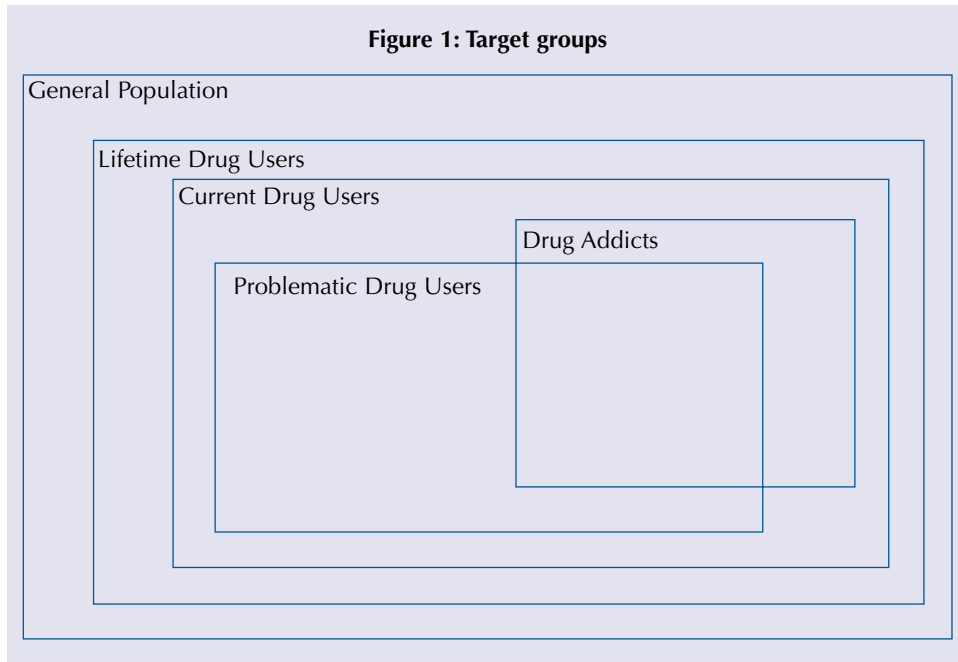 Figure 1: Target groups
General Population
Lifetime Drug Users
Current Drug Users
Drug Addicts
Problematic Drug Users